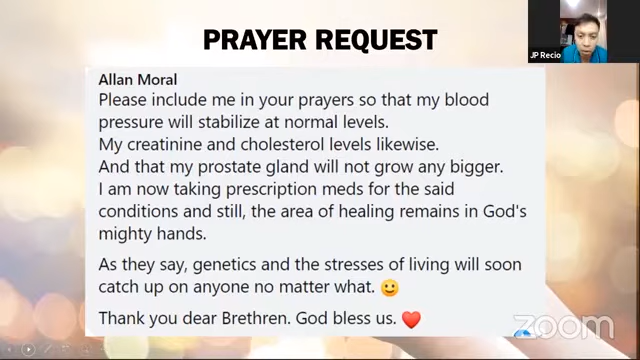 PRAYER REQUEST
JP Recio
Allan Moral
Please include me in your prayers so that my blood
pressure will stabilize at normal levels.
My creatinine and cholesterol levels likewise.
And that my prostate gland will not grow any bigger.
I am now taking prescription meds for the said
conditions and still, the area of healing remains in God's
mighty hands.
As they say, genetics and the stresses of living will soon
catch up on anyone no matter what. 🙂
Thank you dear Brethren. God bless us. ❤️
zoom